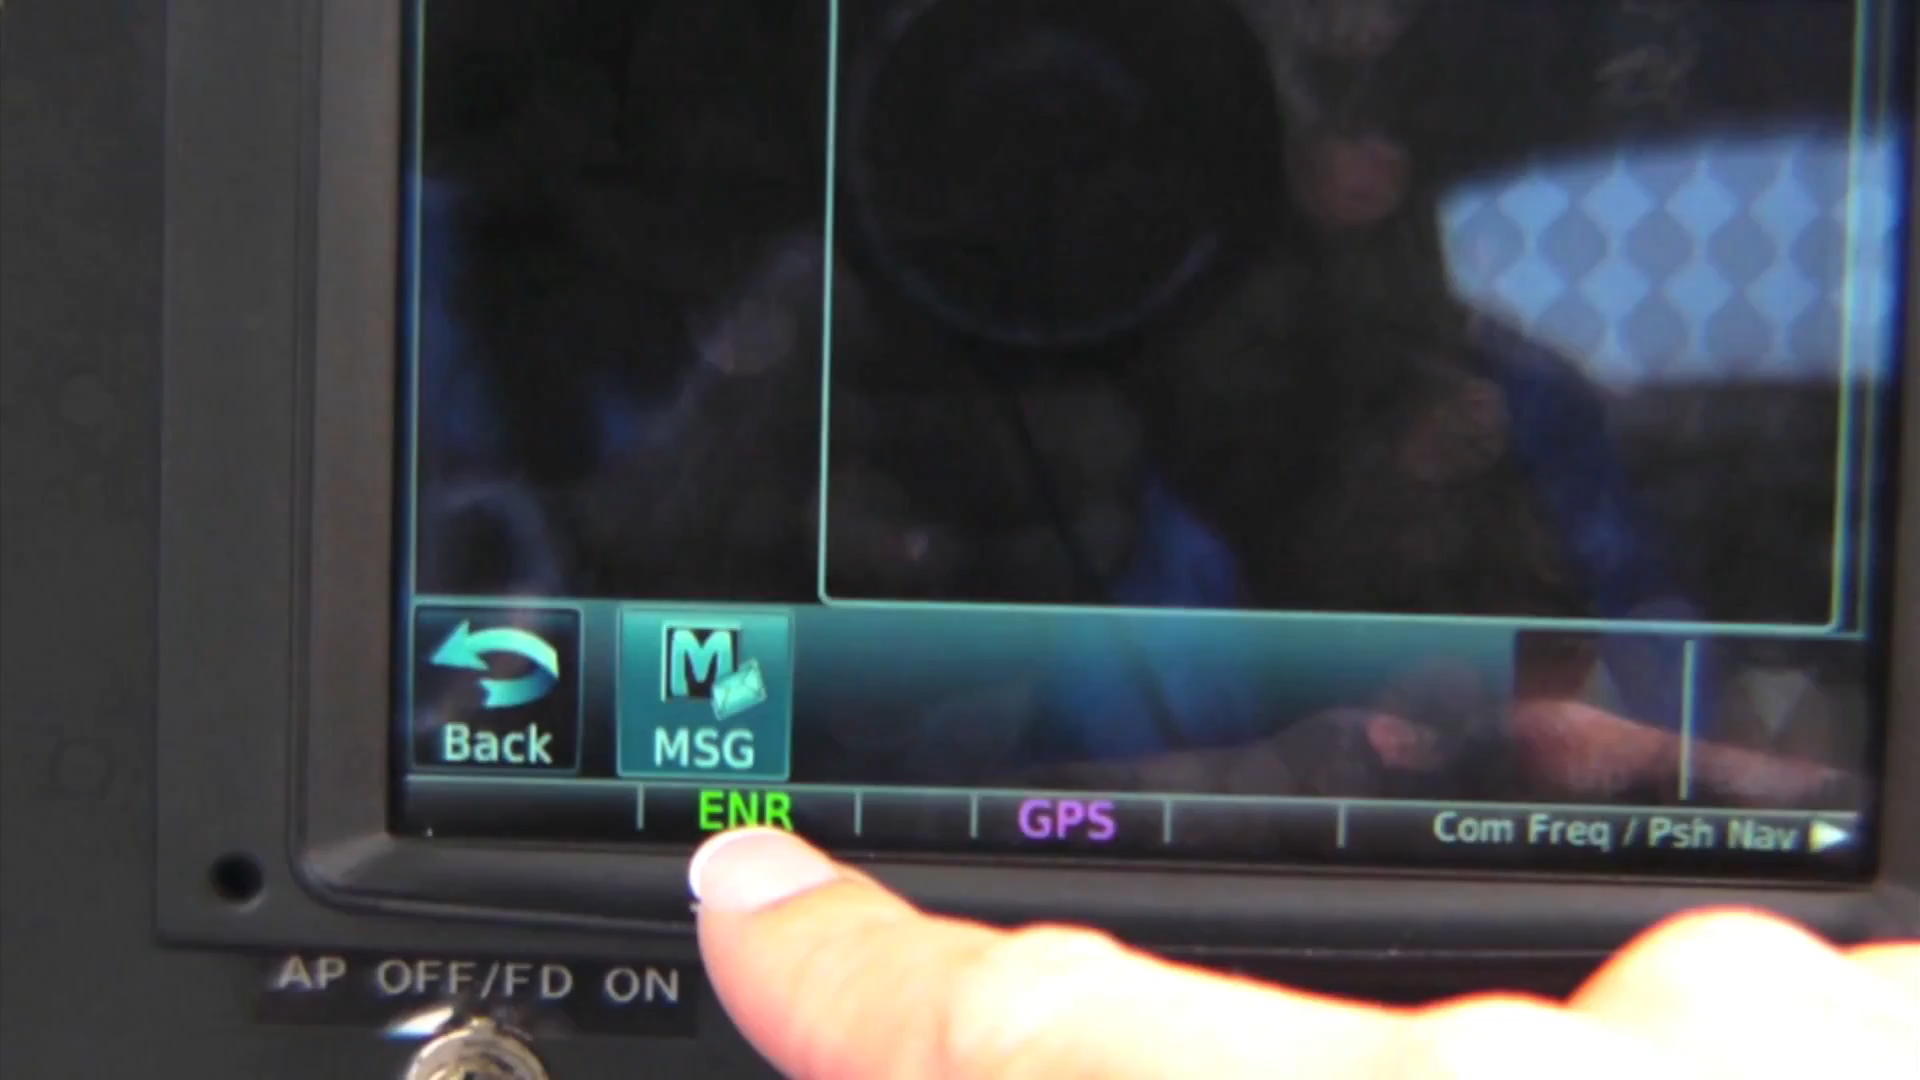 M
Back
MSG
ENR
GPS
Com Freq / Psh Nav
AP OFF/FD ON